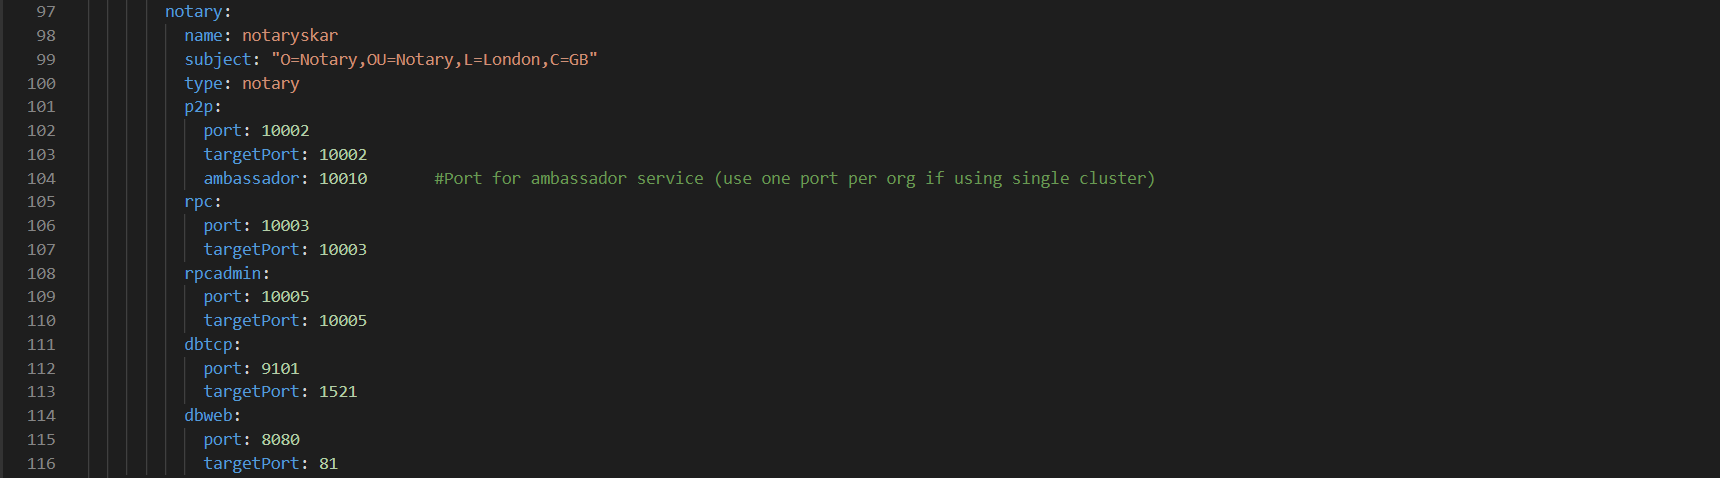 97 notary:
98 name: notaryskar
99 subject: "O=Notary,OU=Notary,L=London,C=GB"
100 type: notary
101 p2p:
102 port: 10002
103 targetPort: 10002
104 ambassador: 10010 #Port for ambassador service (use one port per org if using single cluster)
105 rpc:
106 port: 10003
107 targetPort: 10003
108 rpcadmin:
109 port: 10005
110 targetPort: 10005
111 dbtcp:
112 port: 9101
113 targetPort: 1521
114 dbweb:
115 port: 8080
116 targetPort: 81